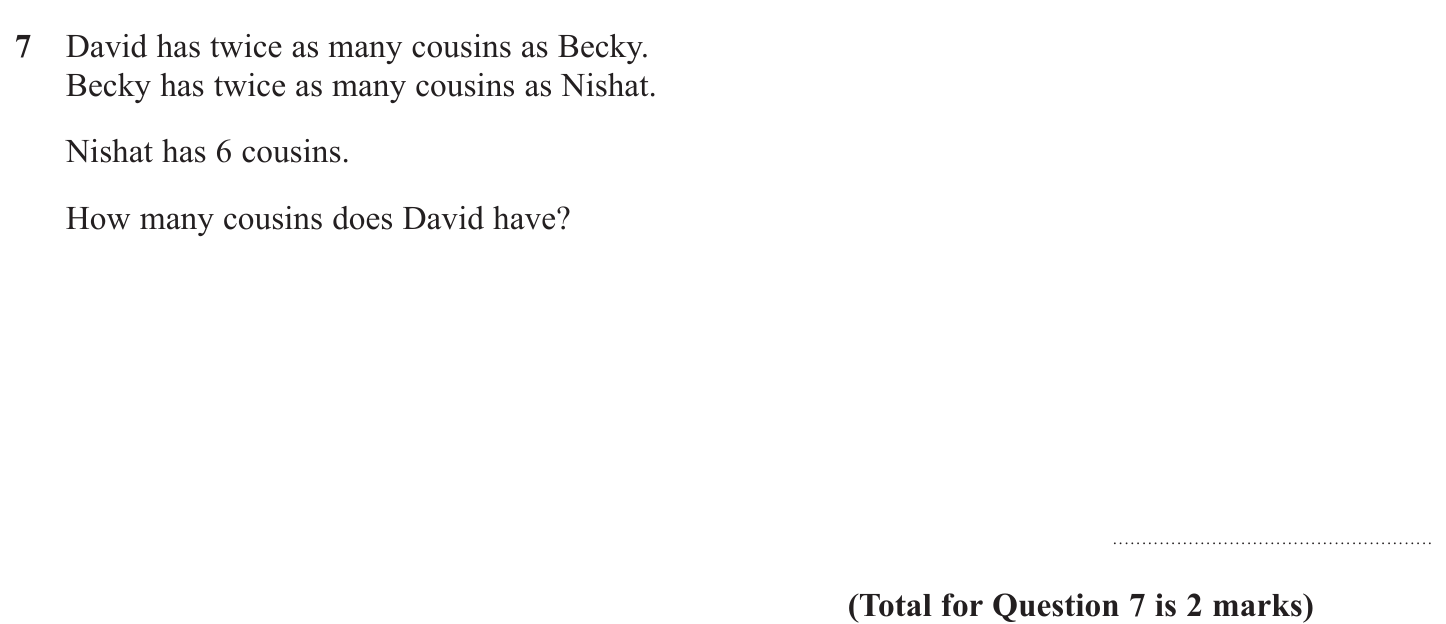 7 David has twice as many cousins as Becky.
Becky has twice as many cousins as Nishat.
Nishat has 6 cousins.
How many cousins does David have?
(Total for Question 7 is 2 marks)